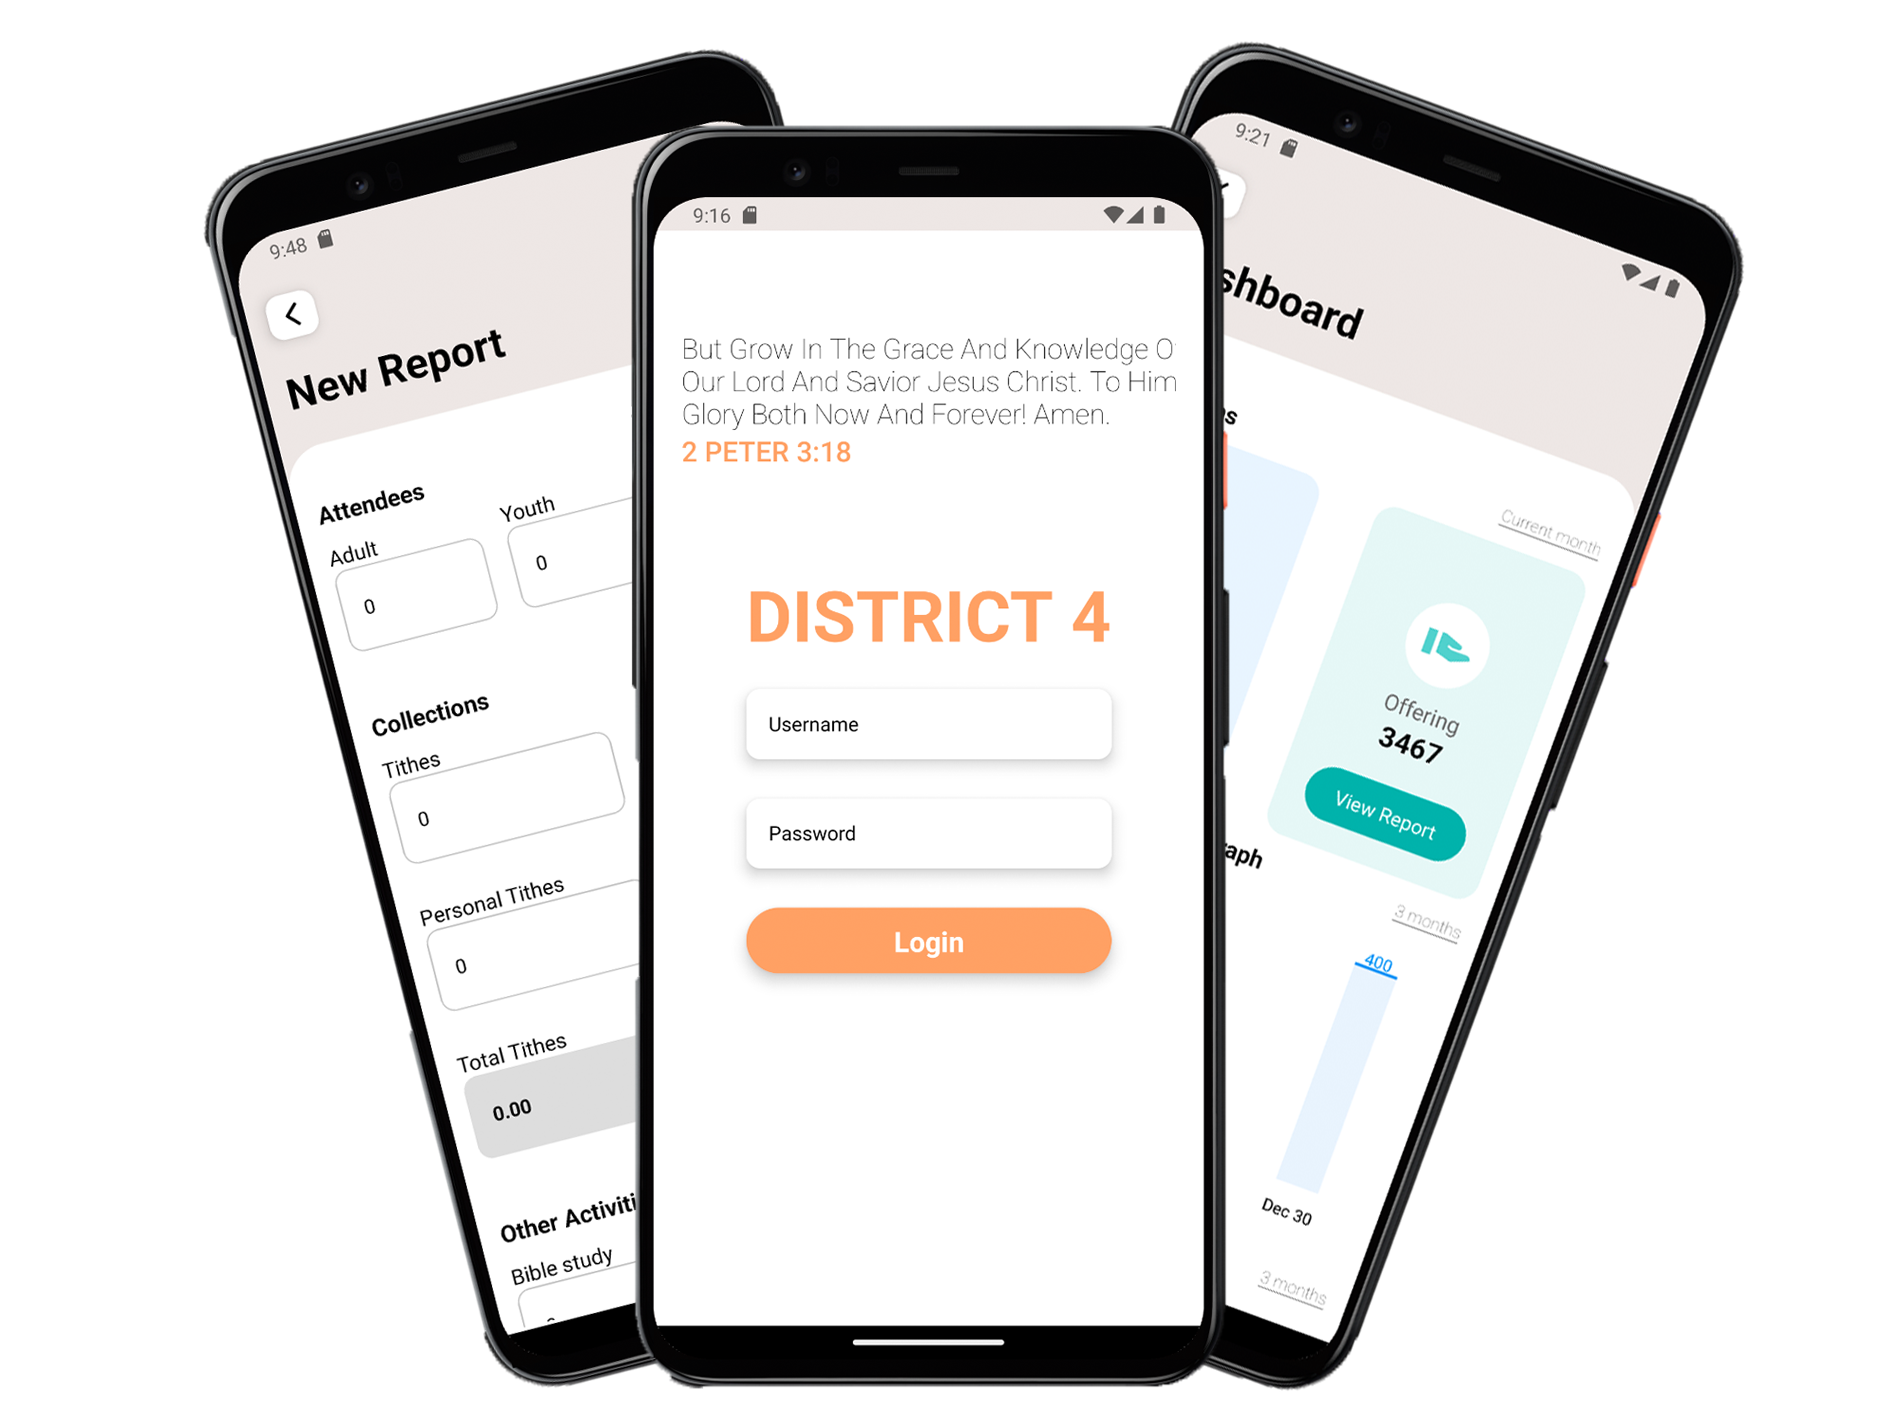 9:48
New Report
Attendees
Adult
Youth
0
0
Collections
Tithes
0
Personal Tithes
0
Total Tithes
0.00
Other Activiti
Bible study
9:16
But Grow In The Grace And Knowledge O
Our Lord And Savior Jesus Christ. To Him
Glory Both Now And Forever! Amen.
2 PETER 3:18
DISTRICT 4
Username
Password
Login
9:21
shboard
Current month
Offering
3467
View Report
raph
3 months
400
Dec 30
3 months